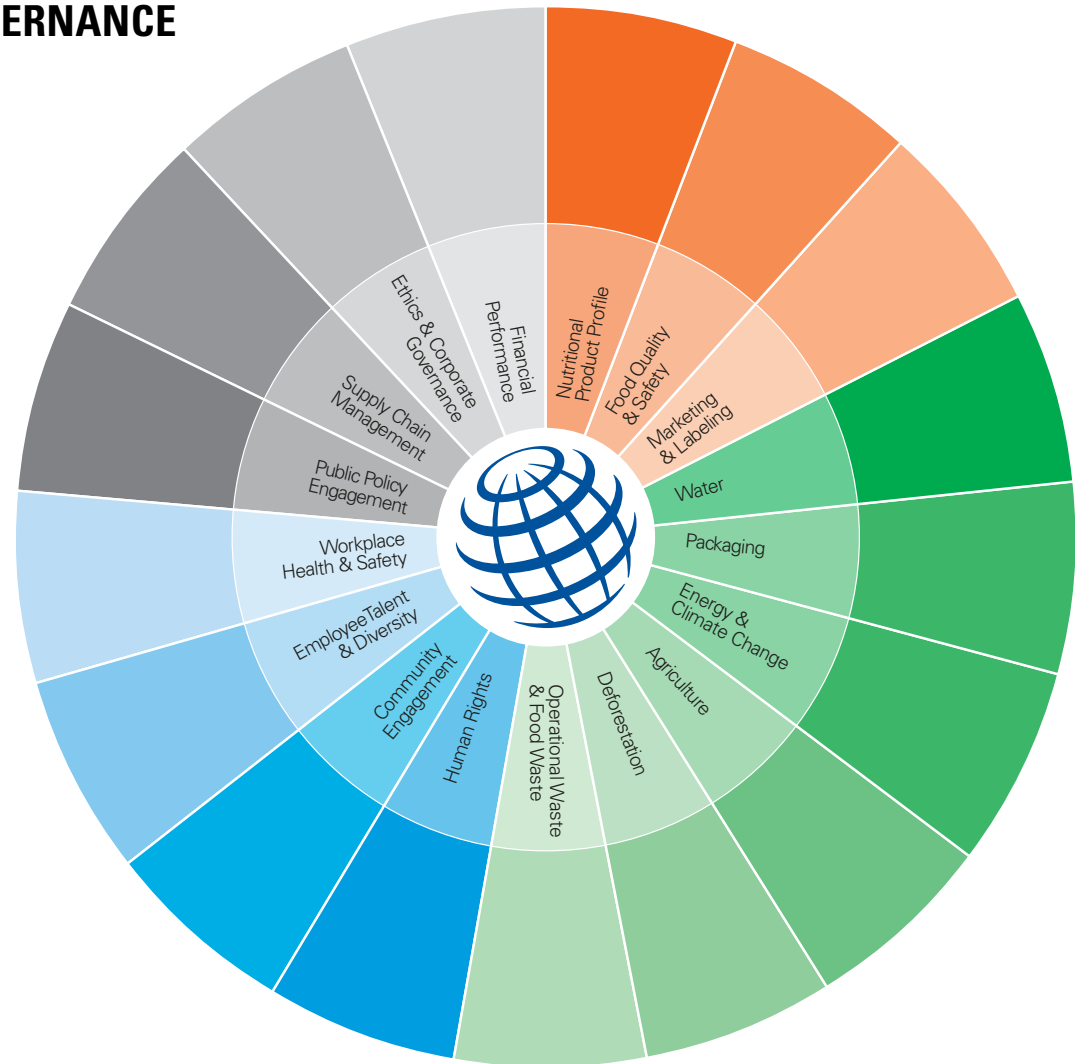 ERNANCE
Nutritional
Product Profile
Food Quality
& Safety
Marketing
& Labeling
Water
Packaging
Energy &
Climate Change
Agriculture
Deforestation
Operational Waste
& Food Waste
Human Rights
Community
Engagement
Employee Talent
& Diversity
Workplace
Health & Safety
Public Policy
Engagement
Supply Chain
Management
Ethics & Corporate
Governance
Financial
Performance